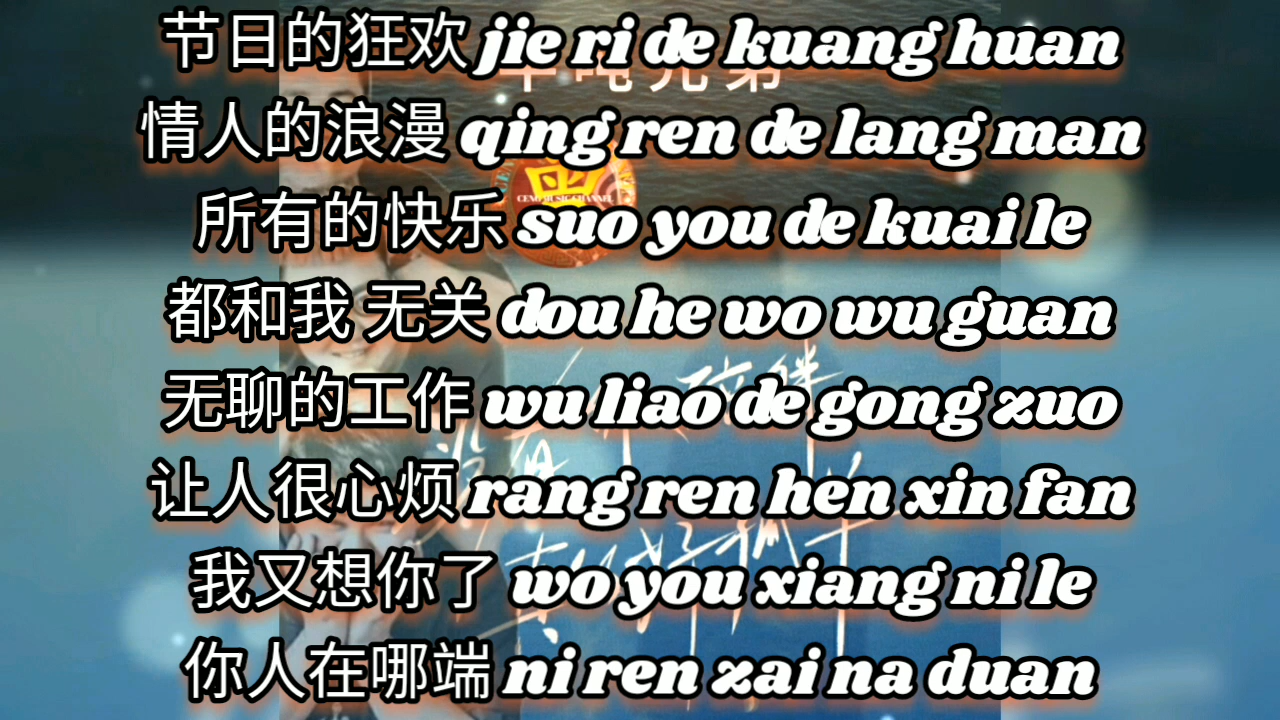 节日的狂欢 jie ri de kuang huan
情人的浪漫 qing ren de lang man
所有的快乐 suo you de kuai le
都和我 无关 dou he wo wu guan
无聊的工作 wu liao de gong zuo
让人很心烦 rang ren hen xin fan
我又想你了 wo you xiang ni le
你人在哪端 ni ren zai na duan
CENO MUSIC CHANNEL